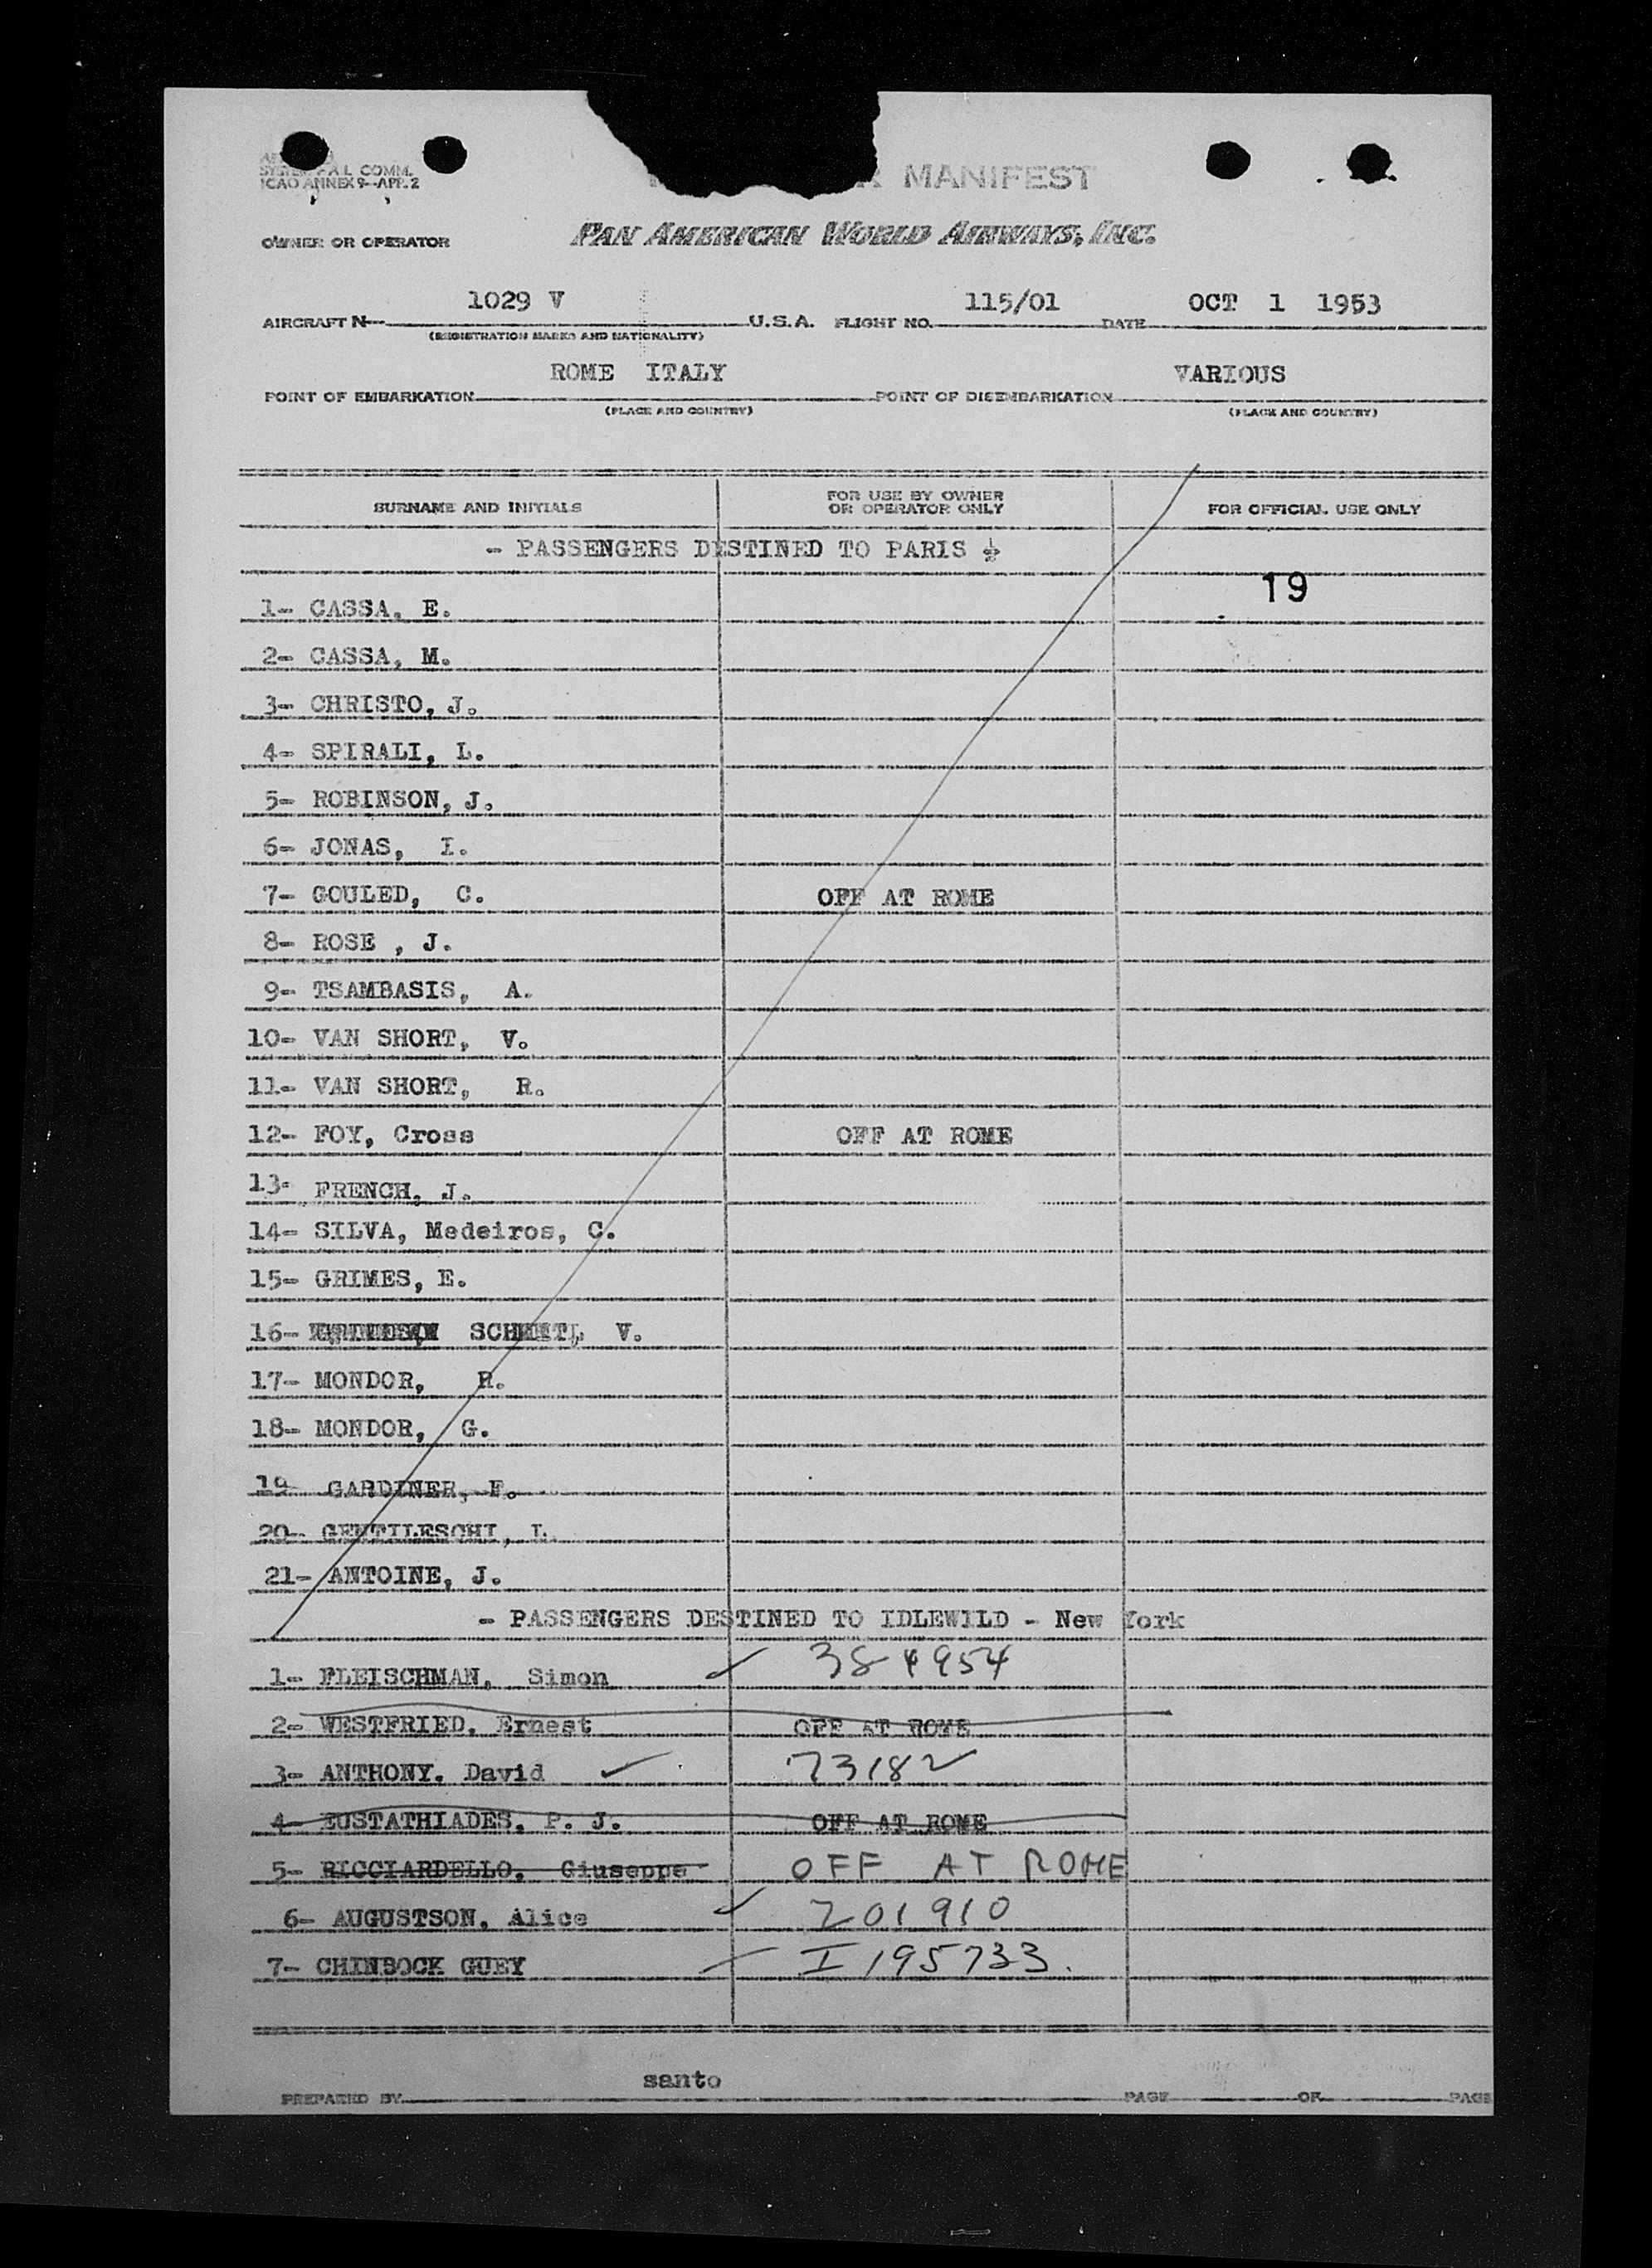 SYSTEM
COMM.
ICAO ANNEX 9-APP. 2
MANIFEST
OWNER OR OPERATOR PAN AMERICAN WORLD AIRWAYS, INC.
AIRCRAFT N- 1029 V U.S.A. FLIGHT NO. 115/01 DATE OCT 1 1953
(REGISTRATION MARKS AND NATIONALITY)
POINT OF EMBARKATION ROME ITALY POINT OF DISEMBARKATION VARIOUS
(PLACE AND COUNTRY) (PLACE AND COUNTRY)
SURNAME AND INITIALS FOR USE BY OWNER OR OPERATOR ONLY FOR OFFICIAL USE ONLY
- PASSENGERS DESTINED TO PARIS
19
1- CASSA, E.
2- CASSA, M.
3- CHRISTO, J.
4- SPIRALI, L.
5- ROBINSON, J.
6- JONAS, I.
7- GOULED, C. OFF AT ROME
8- ROSE , J.
9- TSAMBASIS, A.
10- VAN SHORT, V.
11- VAN SHORT, R.
12- FOY, Cross OFF AT ROME
13- FRENCH, J.
14- SILVA, Medeiros, C.
15- GRIMES, E.
16- V.
17- MONDOR, R.
18- MONDOR, G.
19- GARDINER, F.
20- GENTILESCHI, L.
21- ANTOINE, J.
- PASSENGERS DESTINED TO IDLEWILD - New York
1- FLEISCHMAN, Simon ✓ 384954
2- WESTFRIED, Ernest OFF AT ROME
3- ANTHONY, David ✓ 73182
4- EUSTATHIADES, P. J. OFF AT ROME
5- RICCIARDELLO, Giuseppe OFF AT ROME
6- AUGUSTSON, Alice ✓ 201910
7- CHINSOCK GUEY ✓ I 195733.
PREPARED BY santo PAGE OF PAGE